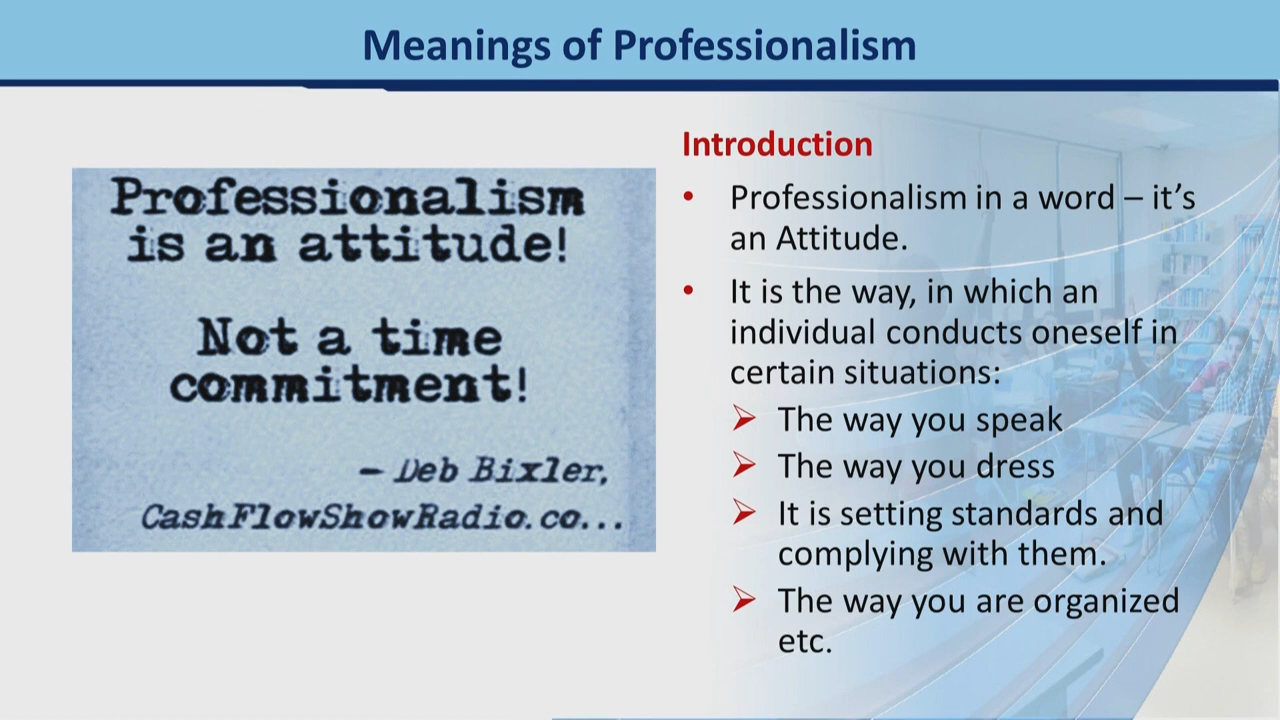 Meanings of Professionalism
Professionalism
is an attitude!
Not a time
commitment!
– Deb Bixler,
CashFlowShowRadio.co...
Introduction
• Professionalism in a word – it’s
an Attitude.
• It is the way, in which an
individual conducts oneself in
certain situations:
➢ The way you speak
➢ The way you dress
➢ It is setting standards and
complying with them.
➢ The way you are organized
etc.